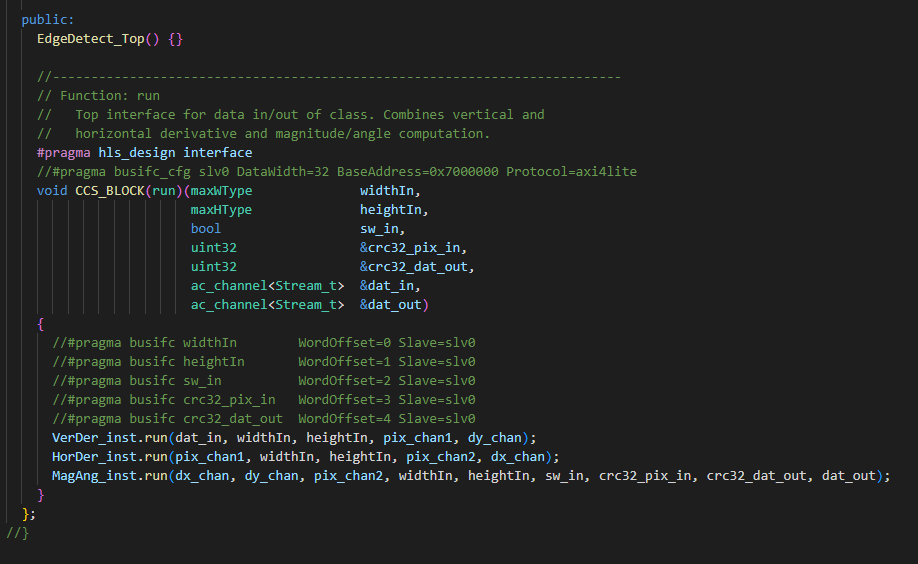 public:
  EdgeDetect_Top() {}

  //--------------------------------------------------------------------------
  // Function: run
  //   Top interface for data in/out of class. Combines vertical and
  //   horizontal derivative and magnitude/angle computation.
  #pragma hls_design interface
  //#pragma busifc_cfg slv0 DataWidth=32 BaseAddress=0x7000000 Protocol=axi4lite
  void CCS_BLOCK(run)(maxWType              widthIn,
                      maxHType              heightIn,
                      bool                  sw_in,
                      uint32                &crc32_pix_in,
                      uint32                &crc32_dat_out,
                      ac_channel<Stream_t>  &dat_in,
                      ac_channel<Stream_t>  &dat_out)
  {
    //#pragma busifc widthIn        WordOffset=0 Slave=slv0
    //#pragma busifc heightIn       WordOffset=1 Slave=slv0
    //#pragma busifc sw_in          WordOffset=2 Slave=slv0
    //#pragma busifc crc32_pix_in   WordOffset=3 Slave=slv0
    //#pragma busifc crc32_dat_out  WordOffset=4 Slave=slv0
    VerDer_inst.run(dat_in, widthIn, heightIn, pix_chan1, dy_chan);
    HorDer_inst.run(pix_chan1, widthIn, heightIn, pix_chan2, dx_chan);
    MagAng_inst.run(dx_chan, dy_chan, pix_chan2, widthIn, heightIn, sw_in, crc32_pix_in, crc32_dat_out, dat_out);
  }
};
//}